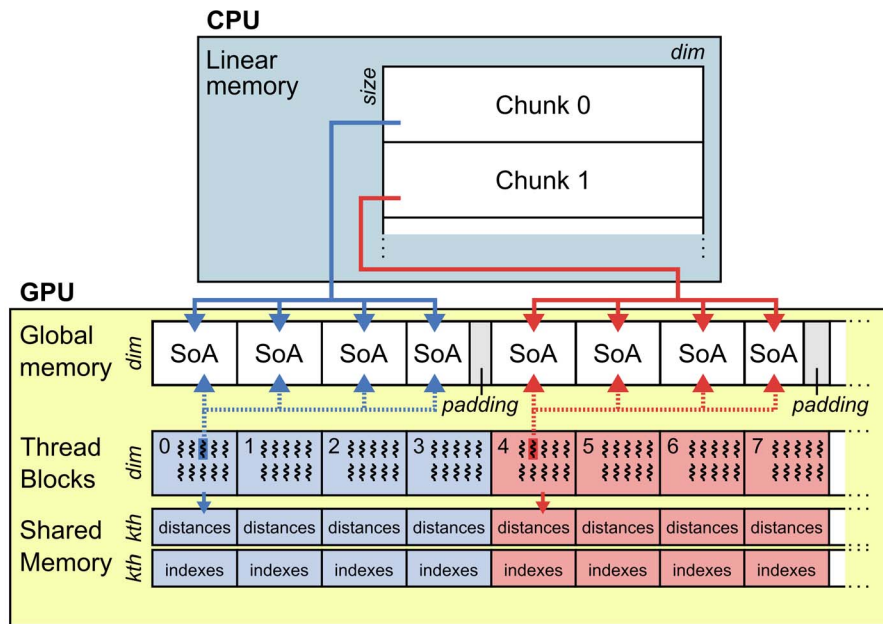 CPU
Linear
memory
dim
size
Chunk 0
Chunk 1
GPU
Global
memory
dim
SoA SoA SoA SoA SoA SoA SoA SoA
padding padding
Thread
Blocks
dim
0 1 2 3 4 5 6 7
Shared
Memory
kth
distances distances distances distances distances distances distances distances
kth
indexes indexes indexes indexes indexes indexes indexes indexes